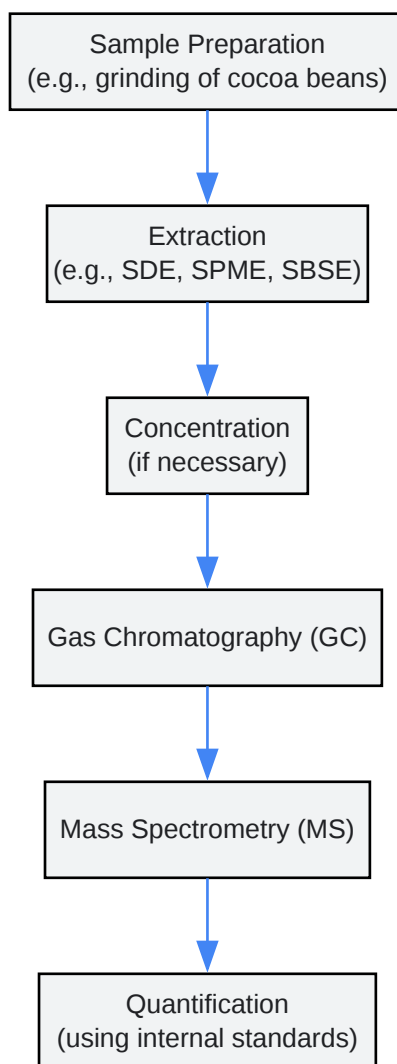 Sample Preparation
(e.g., grinding of cocoa beans)
Extraction
(e.g., SDE, SPME, SBSE)
Concentration
(if necessary)
Gas Chromatography (GC)
Mass Spectrometry (MS)
Quantification
(using internal standards)